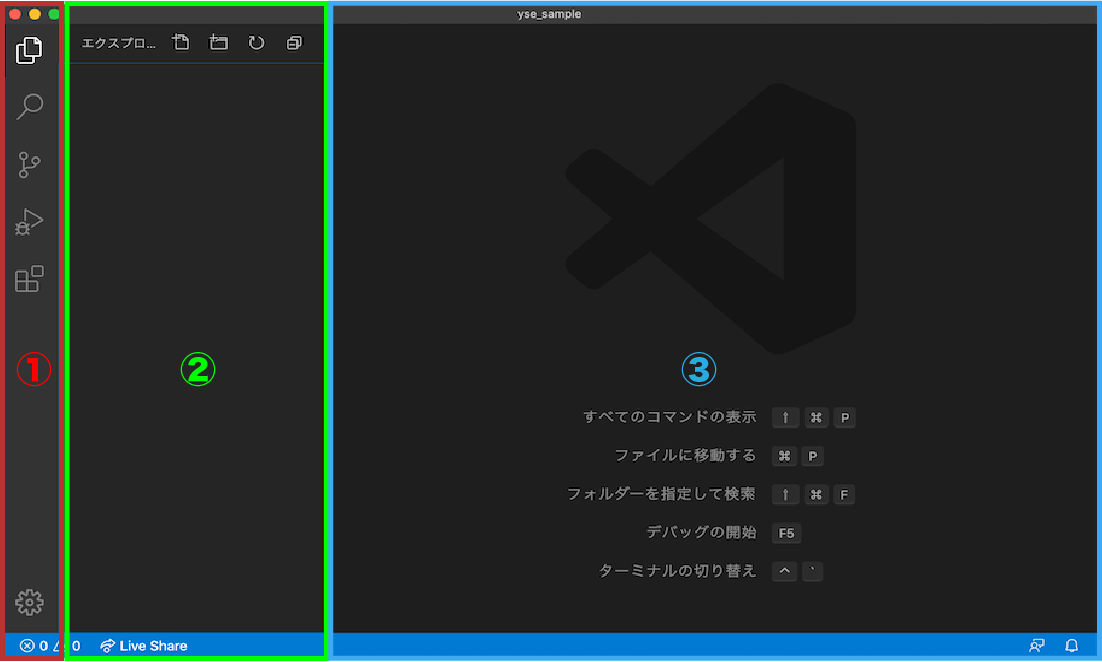 yse_sample
エクスプロ...
①
②
③
すべてのコマンドの表示 ⇧ ⌘ P
ファイルに移動する ⌘ P
フォルダーを指定して検索 ⇧ ⌘ F
デバッグの開始 F5
ターミナルの切り替え ^ `
0 0 Live Share